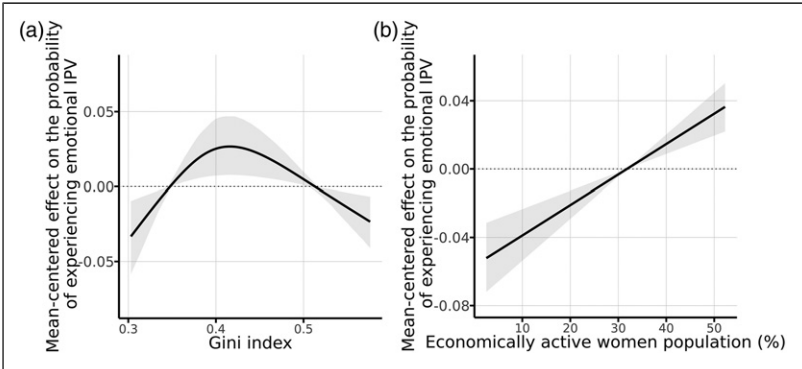 (a)
Mean-centered effect on the probability
of experiencing emotional IPV
0.05
0.00
-0.05
0.3
0.4
0.5
Gini index
(b)
Mean-centered effect on the probability
of experiencing emotional IPV
0.04
0.00
-0.04
-0.08
10
20
30
40
50
Economically active women population (%)